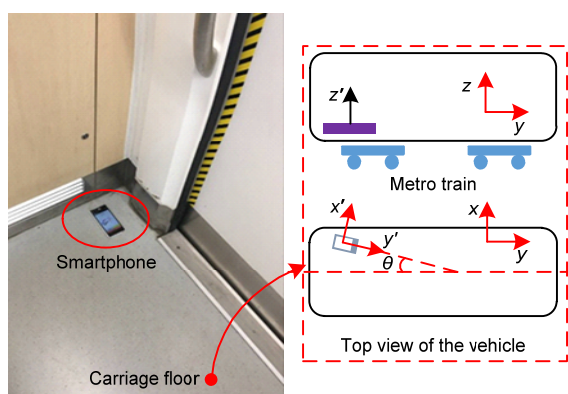 Smartphone
Carriage floor
z′
z
y
Metro train
x′
y′
θ
x
y
Top view of the vehicle